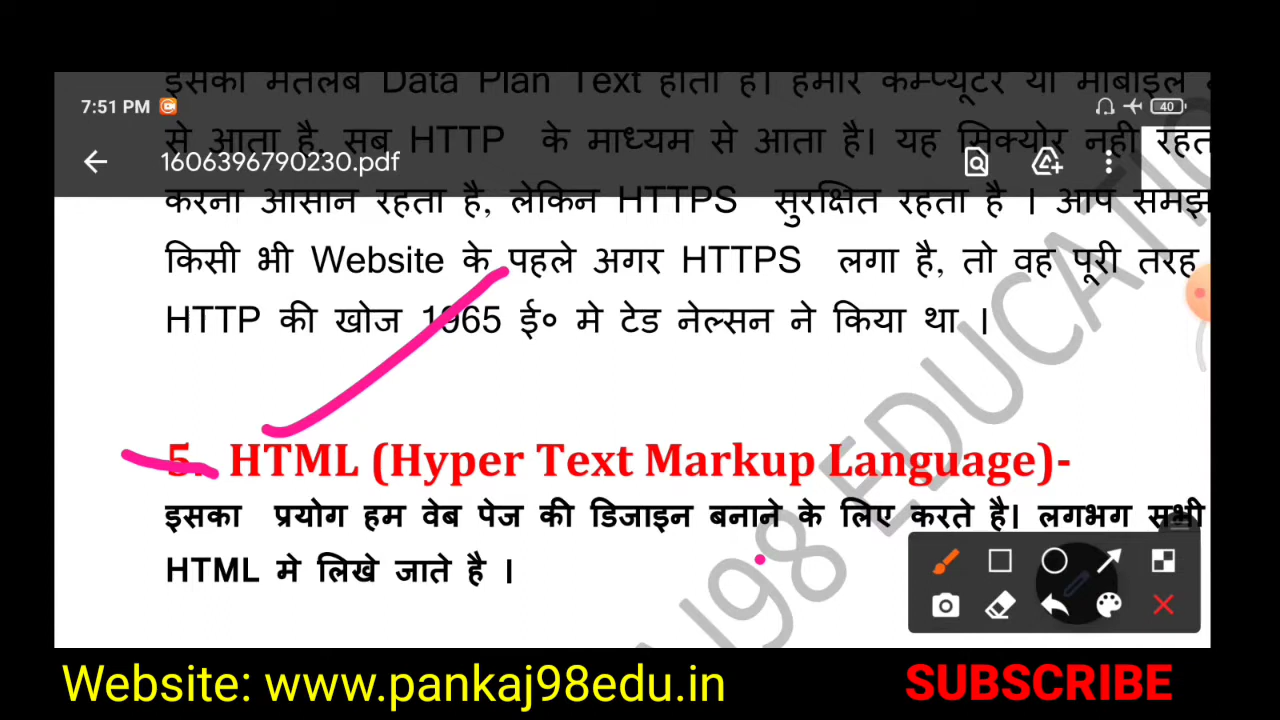 इसका मतलब Data Plan Text होता है। हमारे कम्प्यूटर या मोबाइल
7:51 PM 40
से आता है, सब HTTP के माध्यम से आता है। यह सिक्योर नही रहत
1606396790230.pdf
करना आसान रहता है, लेकिन HTTPS सुरक्षित रहता है । आप समझ
किसी भी Website के पहले अगर HTTPS लगा है, तो वह पूरी तरह
HTTP की खोज 1965 ई० मे टेड नेल्सन ने किया था ।
5. HTML (Hyper Text Markup Language)-
इसका प्रयोग हम वेब पेज की डिजाइन बनाने के लिए करते है। लगभग सभी
HTML मे लिखे जाते है ।
98 EDUCATIO
Website: www.pankaj98edu.in SUBSCRIBE